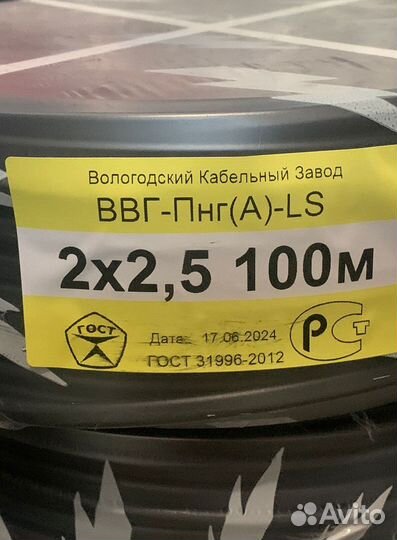 Вологодский Кабельный Завод
ВВГ-Пнг(А)-LS
2х2,5 100м
ГОСТ
Дата: 17.06.2024
ГОСТ 31996-2012
РСТ
Avito